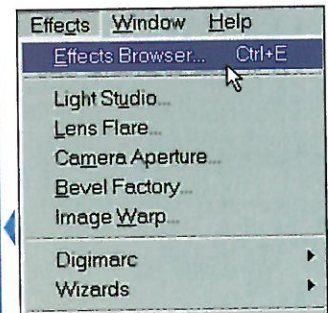 Effects Window Help
Effects Browser... Ctrl+E
Light Studio...
Lens Flare...
Camera Aperture...
Bevel Factory...
Image Warp...
Digimarc
Wizards